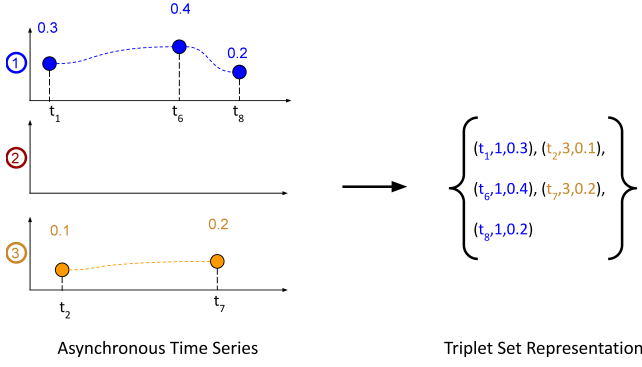 0.3
0.4
0.2
1
t1
t6
t8
2
0.1
0.2
3
t2
t7
(t1,1,0.3), (t2,3,0.1),
(t6,1,0.4), (t7,3,0.2),
(t8,1,0.2)
Asynchronous Time Series
Triplet Set Representation